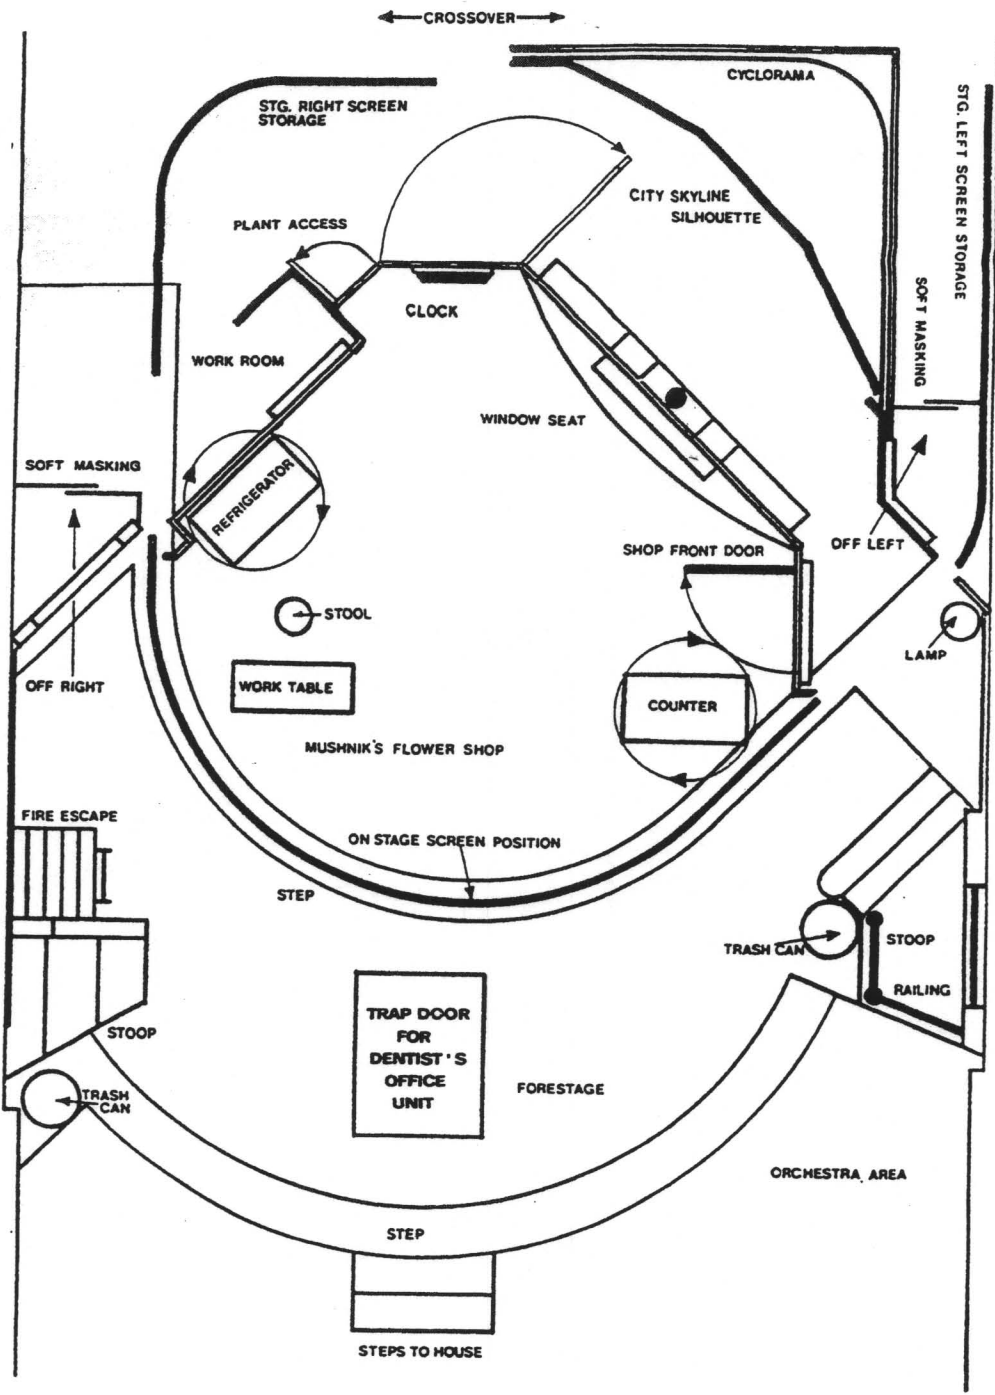 CROSSOVER
CYCLORAMA
STG. RIGHT SCREEN
STORAGE
STG. LEFT SCREEN STORAGE
CITY SKYLINE
SILHOUETTE
PLANT ACCESS
CLOCK
SOFT MASKING
WORK ROOM
WINDOW SEAT
SOFT MASKING
REFRIGERATOR
SHOP FRONT DOOR
OFF LEFT
STOOL
LAMP
OFF RIGHT
WORK TABLE
COUNTER
MUSHNIK'S FLOWER SHOP
FIRE ESCAPE
ON STAGE SCREEN POSITION
STEP
TRASH CAN
STOOP
RAILING
TRAP DOOR
FOR
DENTIST'S
OFFICE
UNIT
STOOP
FORESTAGE
TRASH
CAN
ORCHESTRA AREA
STEP
STEPS TO HOUSE